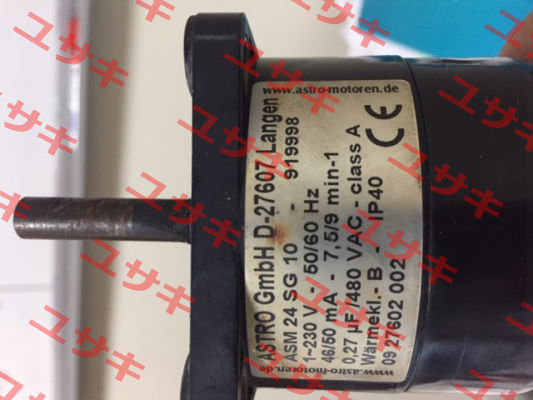 www.astro-motoren.de
ASTRO GmbH D-27607 Langen
ASM 24 SG 10 - 919998
1~230 V - 50/60 Hz
46/50 mA - 7,5/9 min-1
0,27 µF /480 VAC - class A
Wärmekl.- B IP40
09 27602 002
CE
www.astro-motoren.de
ユサキ
ユサキ
ユサキ
ユサキ
ユサキ
ユサキ
ユサキ
ユサキ